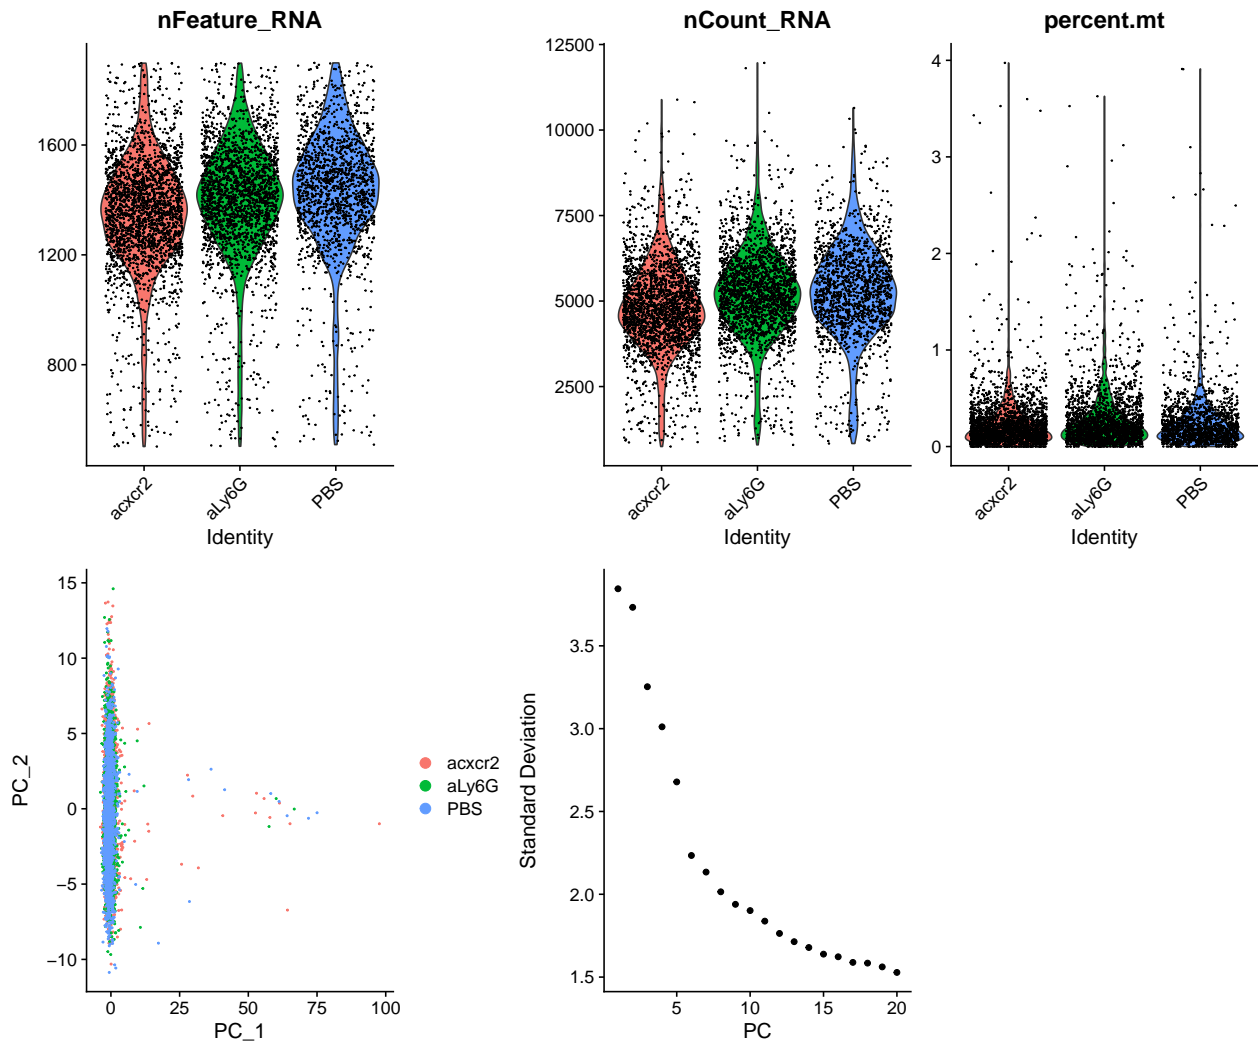 nFeature_RNA
1600
1200
800
acxcr2
aLy6G
PBS
Identity
nCount_RNA
12500
10000
7500
5000
2500
acxcr2
aLy6G
PBS
Identity
percent.mt
4
3
2
1
0
acxcr2
aLy6G
PBS
Identity
PC_2
15
10
5
0
−5
−10
0 25 50 75 100
PC_1
acxcr2
aLy6G
PBS
Standard Deviation
3.5
3.0
2.5
2.0
1.5
5 10 15 20
PC